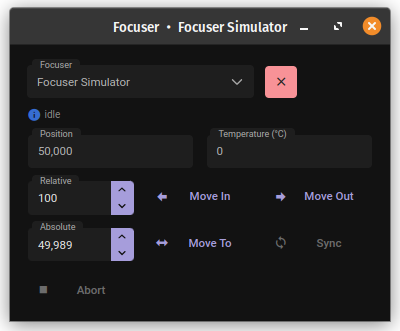 Focuser • Focuser Simulator
Focuser
Focuser Simulator
idle
Position
50,000
Temperature (°C)
0
Relative
100
Move In
Move Out
Absolute
49,989
Move To
Sync
Abort